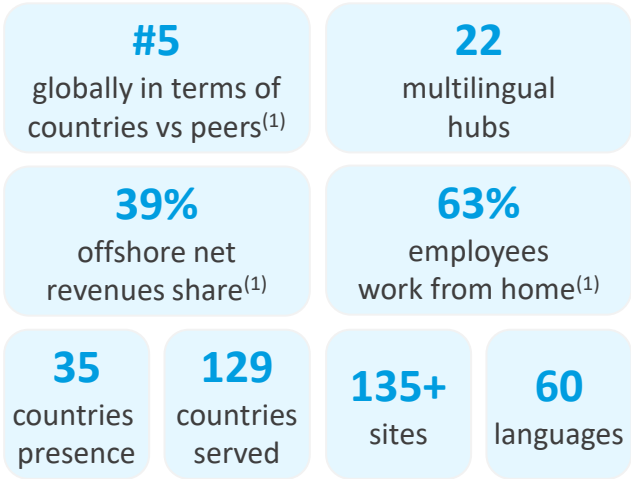 #5
globally in terms of
countries vs peers(1)
22
multilingual
hubs
39%
offshore net
revenues share(1)
63%
employees
work from home(1)
35
countries
presence
129
countries
served
135+
sites
60
languages